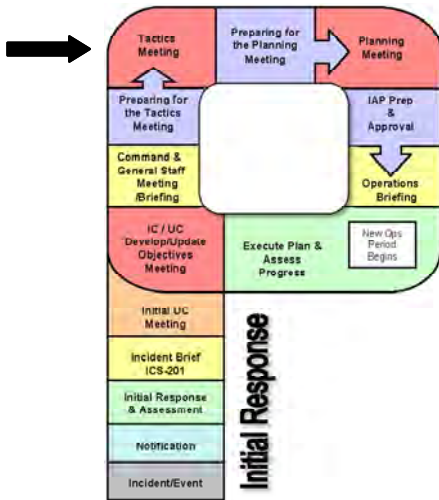 Tactics
Meeting
Preparing for
the Planning
Meeting
Planning
Meeting
Preparing for
the Tactics
Meeting
IAP Prep
&
Approval
Command &
General Staff
Meeting
/Briefing
Operations
Briefing
IC / UC
Develop/Update
Objectives
Meeting
Execute Plan &
Assess
Progress
New Ops
Period
Begins
Initial UC
Meeting
Incident Brief
ICS-201
Initial Response
& Assessment
Notification
Incident/Event
Initial Response